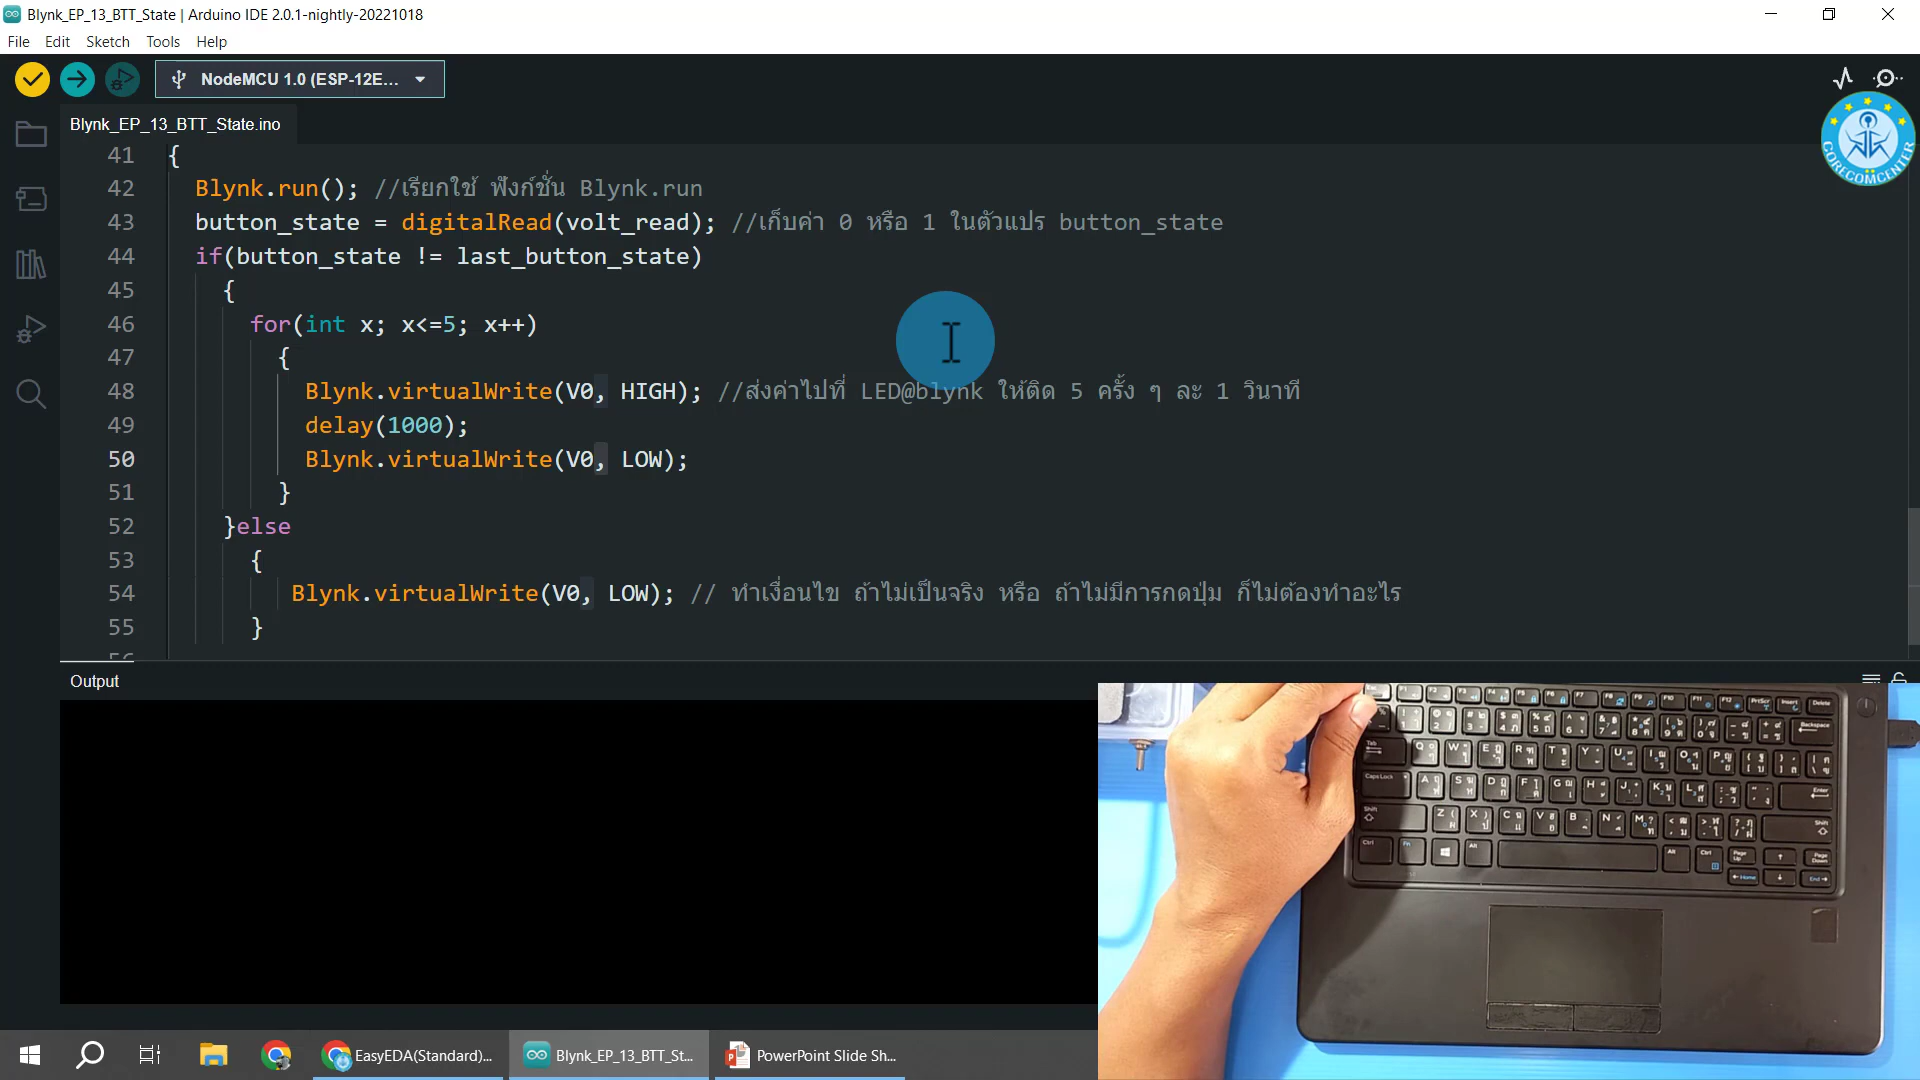 Blynk_EP_13_BTT_State | Arduino IDE 2.0.1-nightly-20221018
File Edit Sketch Tools Help
NodeMCU 1.0 (ESP-12E...
Blynk_EP_13_BTT_State.ino
CORECOMCENTER
41 {
42 Blynk.run(); //เรียกใช้ ฟังก์ชั่น Blynk.run
43 button_state = digitalRead(volt_read); //เก็บค่า 0 หรือ 1 ในตัวแปร button_state
44 if(button_state != last_button_state)
45 {
46 for(int x; x<=5; x++)
47 {
48 Blynk.virtualWrite(V0, HIGH); //ส่งค่าไปที่ LED@blynk ให้ติด 5 ครั้ง ๆ ละ 1 วินาที
49 delay(1000);
50 Blynk.virtualWrite(V0, LOW);
51 }
52 }else
53 {
54 Blynk.virtualWrite(V0, LOW); // ทำเงื่อนไข ถ้าไม่เป็นจริง หรือ ถ้าไม่มีการกดปุ่ม ก็ไม่ต้องทำอะไร
55 }
56
Output
EasyEDA(Standard)... Blynk_EP_13_BTT_St... PowerPoint Slide Sh...